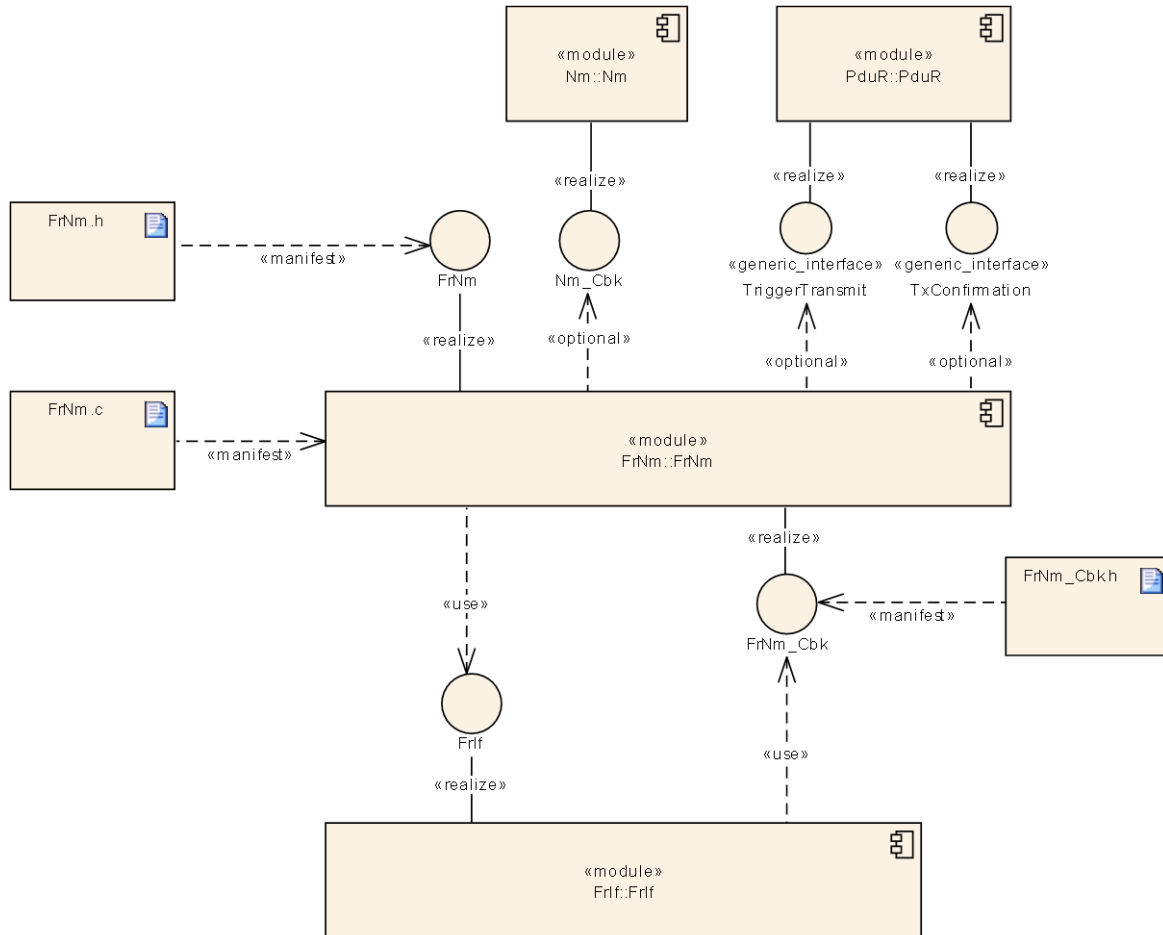 «module»
Nm::Nm
«module»
PduR::PduR
«realize»
«realize»
«realize»
FrNm.h
«manifest»
FrNm
Nm_Cbk
«generic_interface»
TriggerTransmit
«generic_interface»
TxConfirmation
«realize»
«optional»
«optional»
«optional»
FrNm.c
«manifest»
«module»
FrNm::FrNm
«realize»
FrNm_Cbk.h
«use»
«manifest»
FrNm_Cbk
FrIf
«use»
«realize»
«module»
FrIf::FrIf